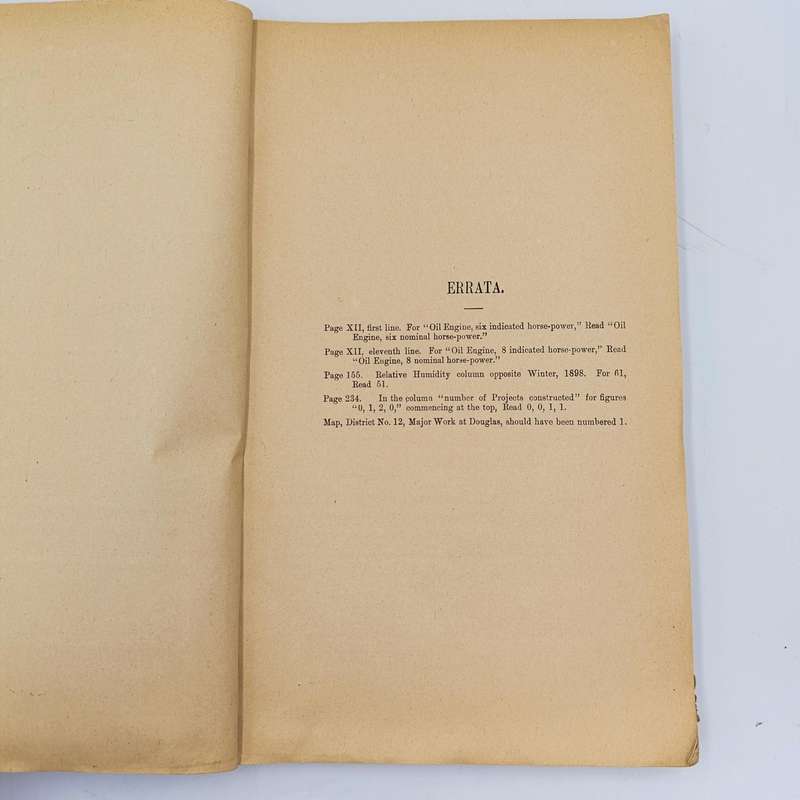 ERRATA.
Page XII, first line. For "Oil Engine, six indicated horse-power," Read "Oil
Engine, six nominal horse-power."
Page XII, eleventh line. For "Oil Engine, 8 indicated horse-power," Read
"Oil Engine, 8 nominal horse-power."
Page 155. Relative Humidity column opposite Winter, 1898. For 61,
Read 51.
Page 234. In the column "number of Projects constructed" for figures
"0, 1, 2, 0," commencing at the top, Read 0, 0, 1, 1.
Map, District No. 12, Major Work at Douglas, should have been numbered 1.